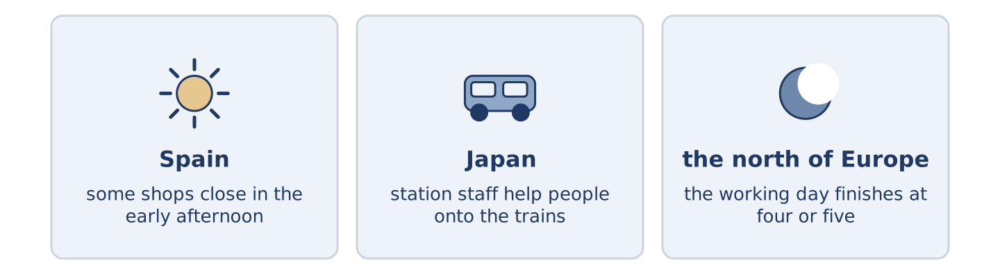 Spain
some shops close in the
early afternoon
Japan
station staff help people
onto the trains
the north of Europe
the working day finishes at
four or five